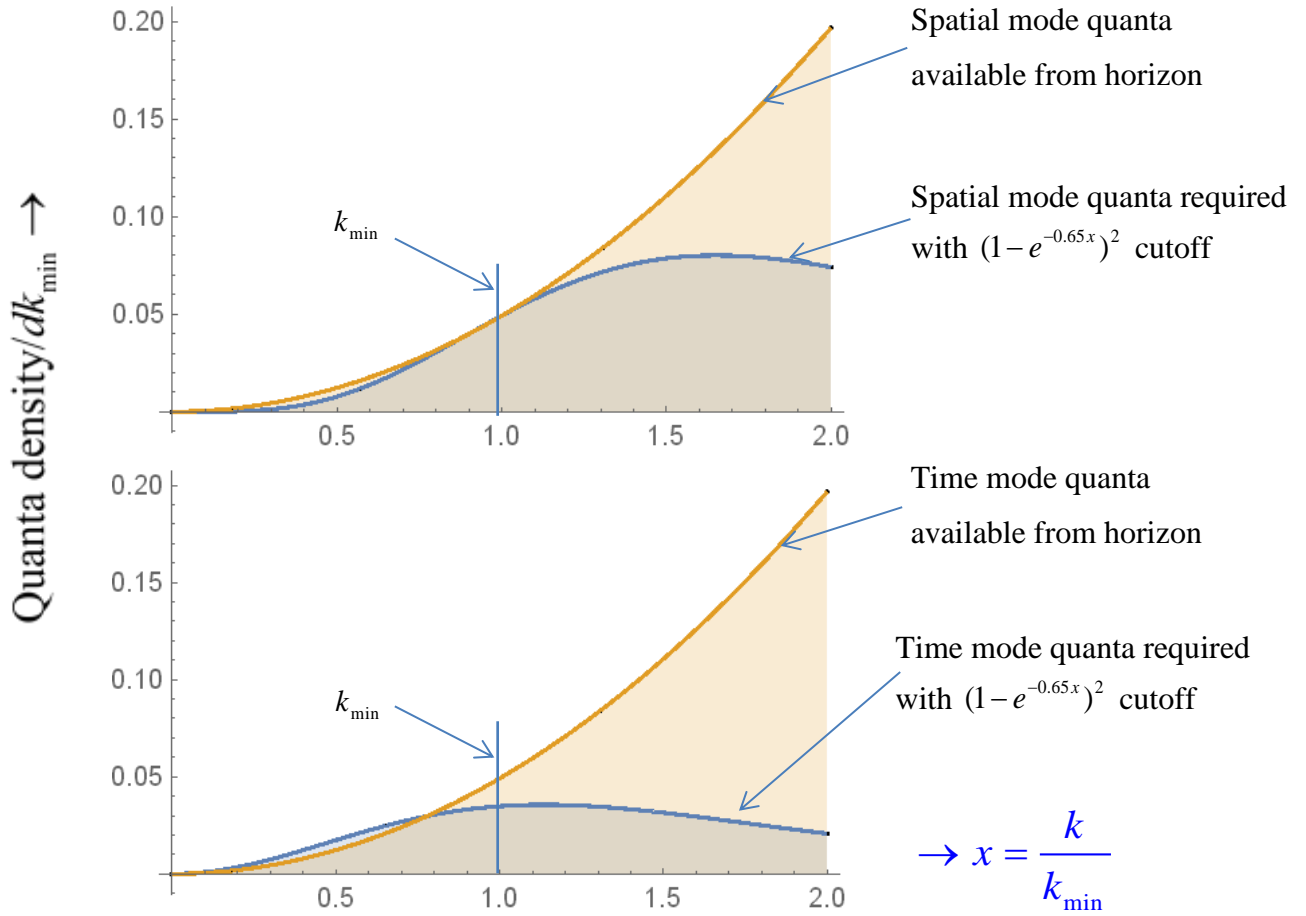 Quanta density/dk_min →
0.20
0.15
0.10
0.05
0.5
1.0
1.5
2.0
k_min
Spatial mode quanta
available from horizon
Spatial mode quanta required
with (1−e^{−0.65x})^2 cutoff
0.20
0.15
0.10
0.05
0.5
1.0
1.5
2.0
k_min
Time mode quanta
available from horizon
Time mode quanta required
with (1−e^{−0.65x})^2 cutoff
→ x = k/k_min